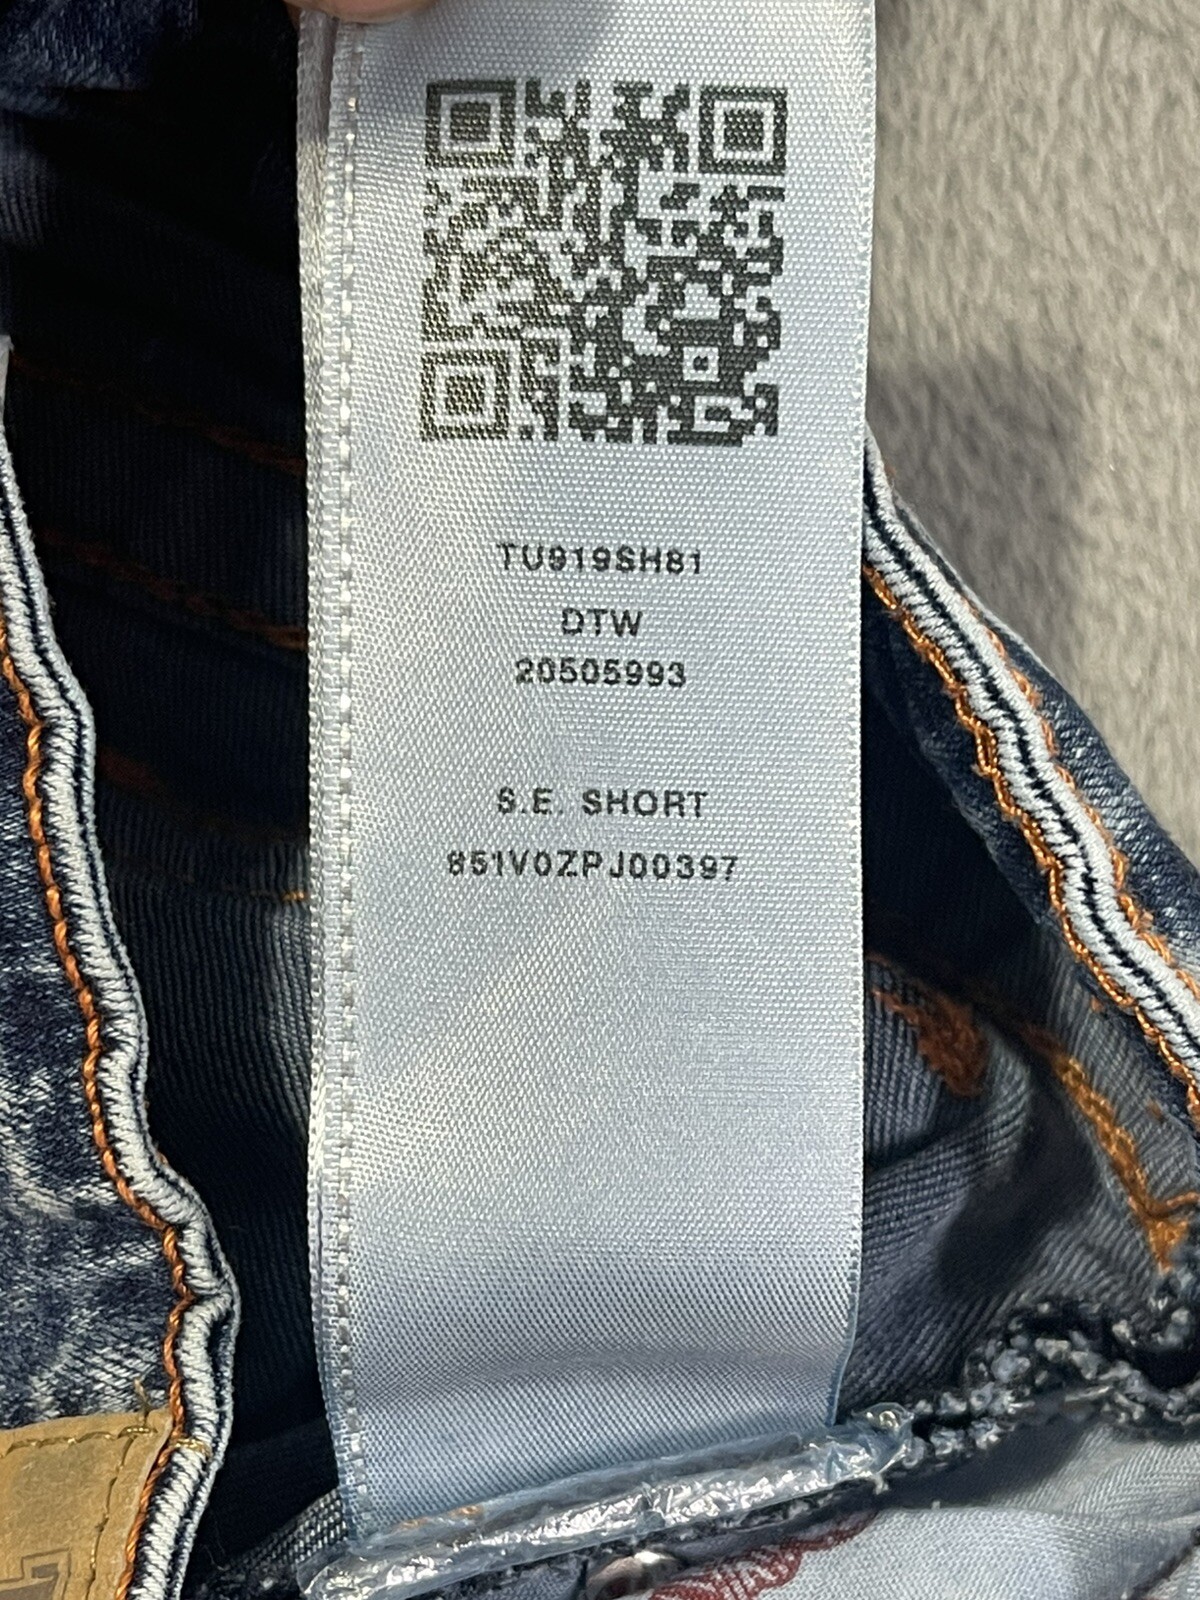 TU919SH81
DTW
20505993
S.E. SHORT
851V0ZPJ00397